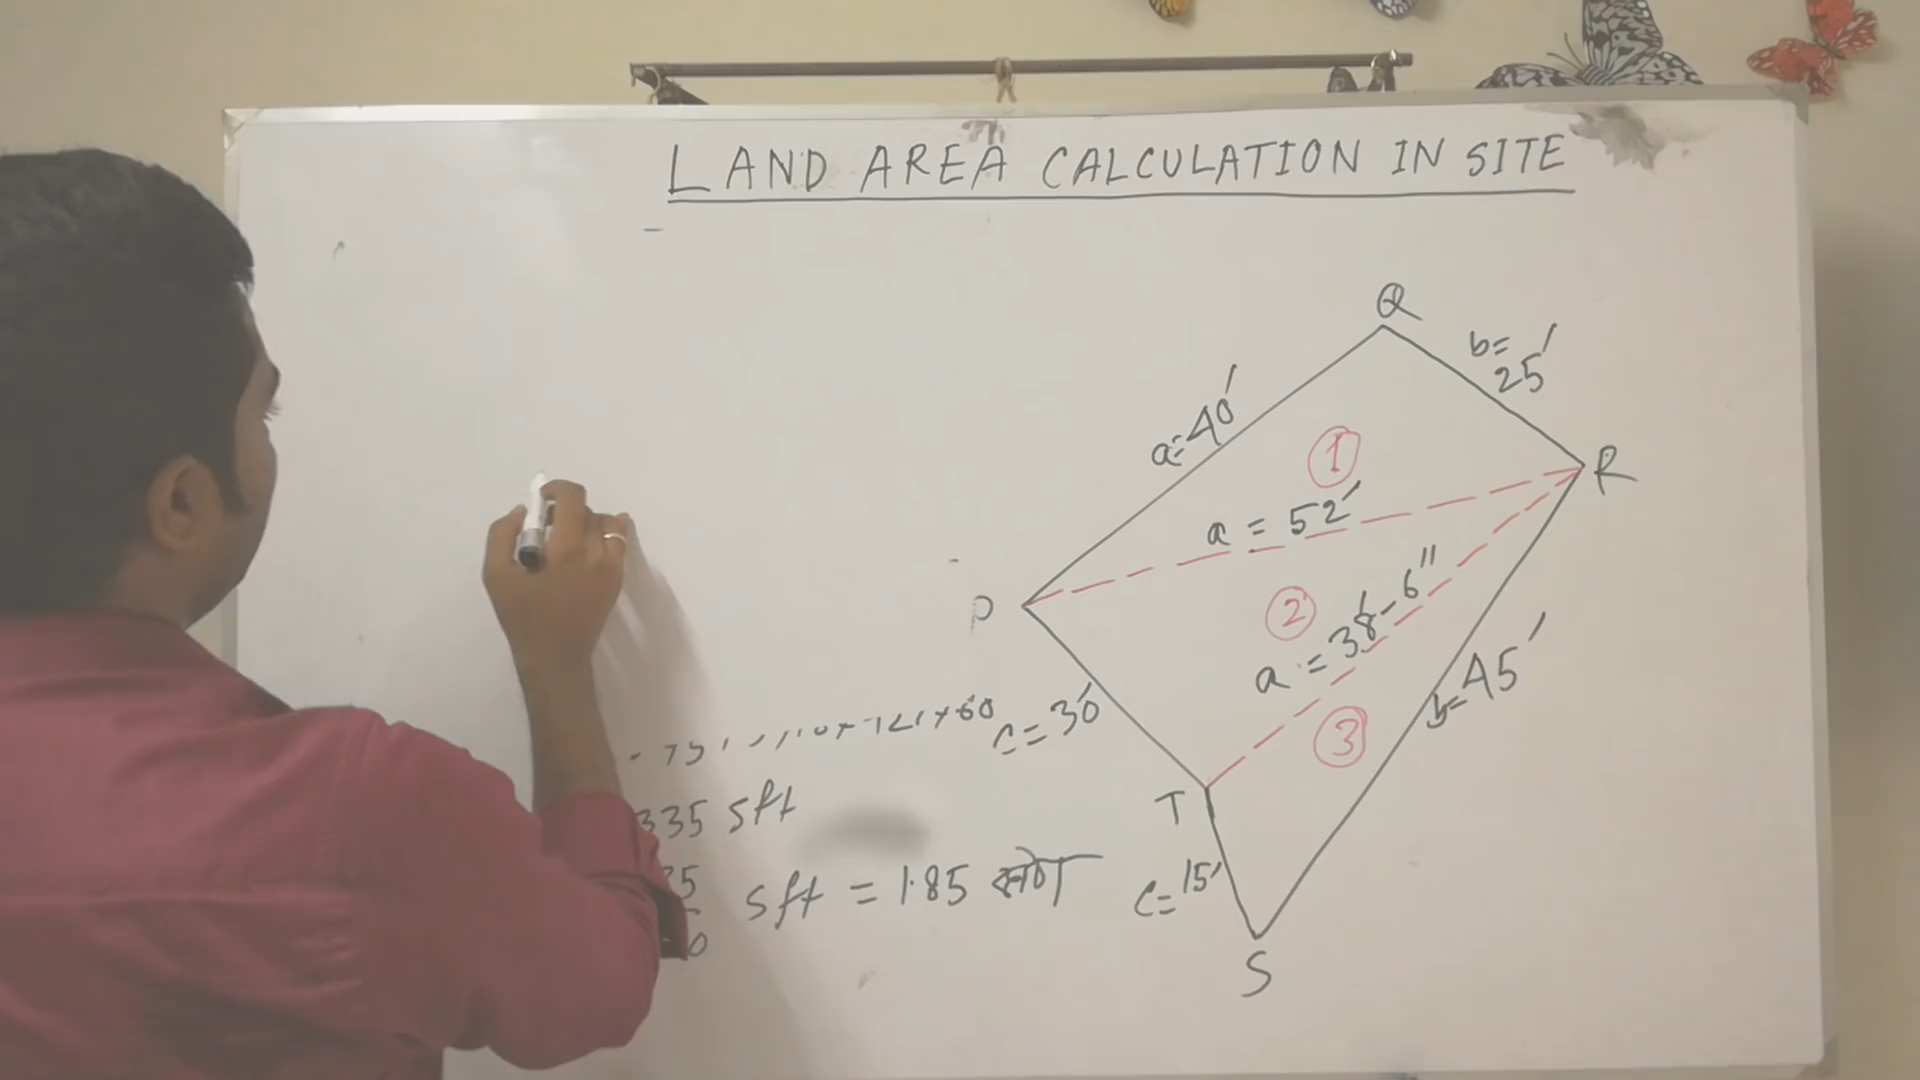 LAND AREA CALCULATION IN SITE
Q
b=
25'
a=40'
1
R
a = 52'
P
2
a = 38'-6"
3
b=45'
c=30'
335 sft
T
c=15'
sft = 1.85
S